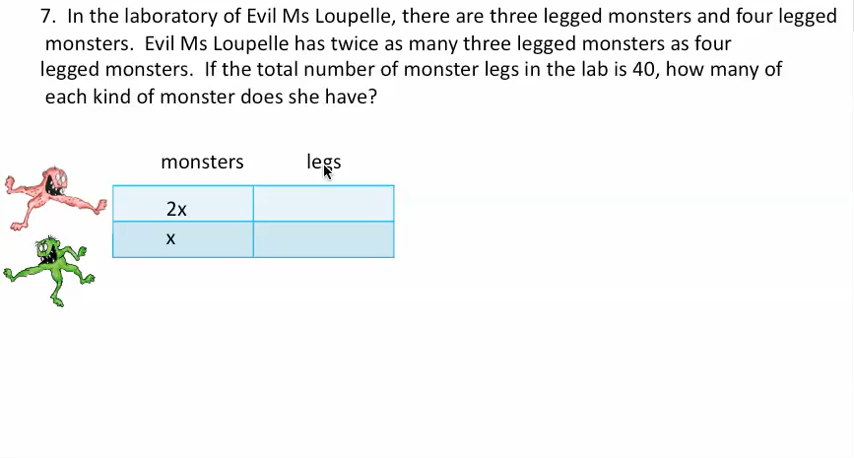 7. In the laboratory of Evil Ms Loupelle, there are three legged monsters and four legged
monsters. Evil Ms Loupelle has twice as many three legged monsters as four
legged monsters. If the total number of monster legs in the lab is 40, how many of
each kind of monster does she have?
monsters legs
2x
x